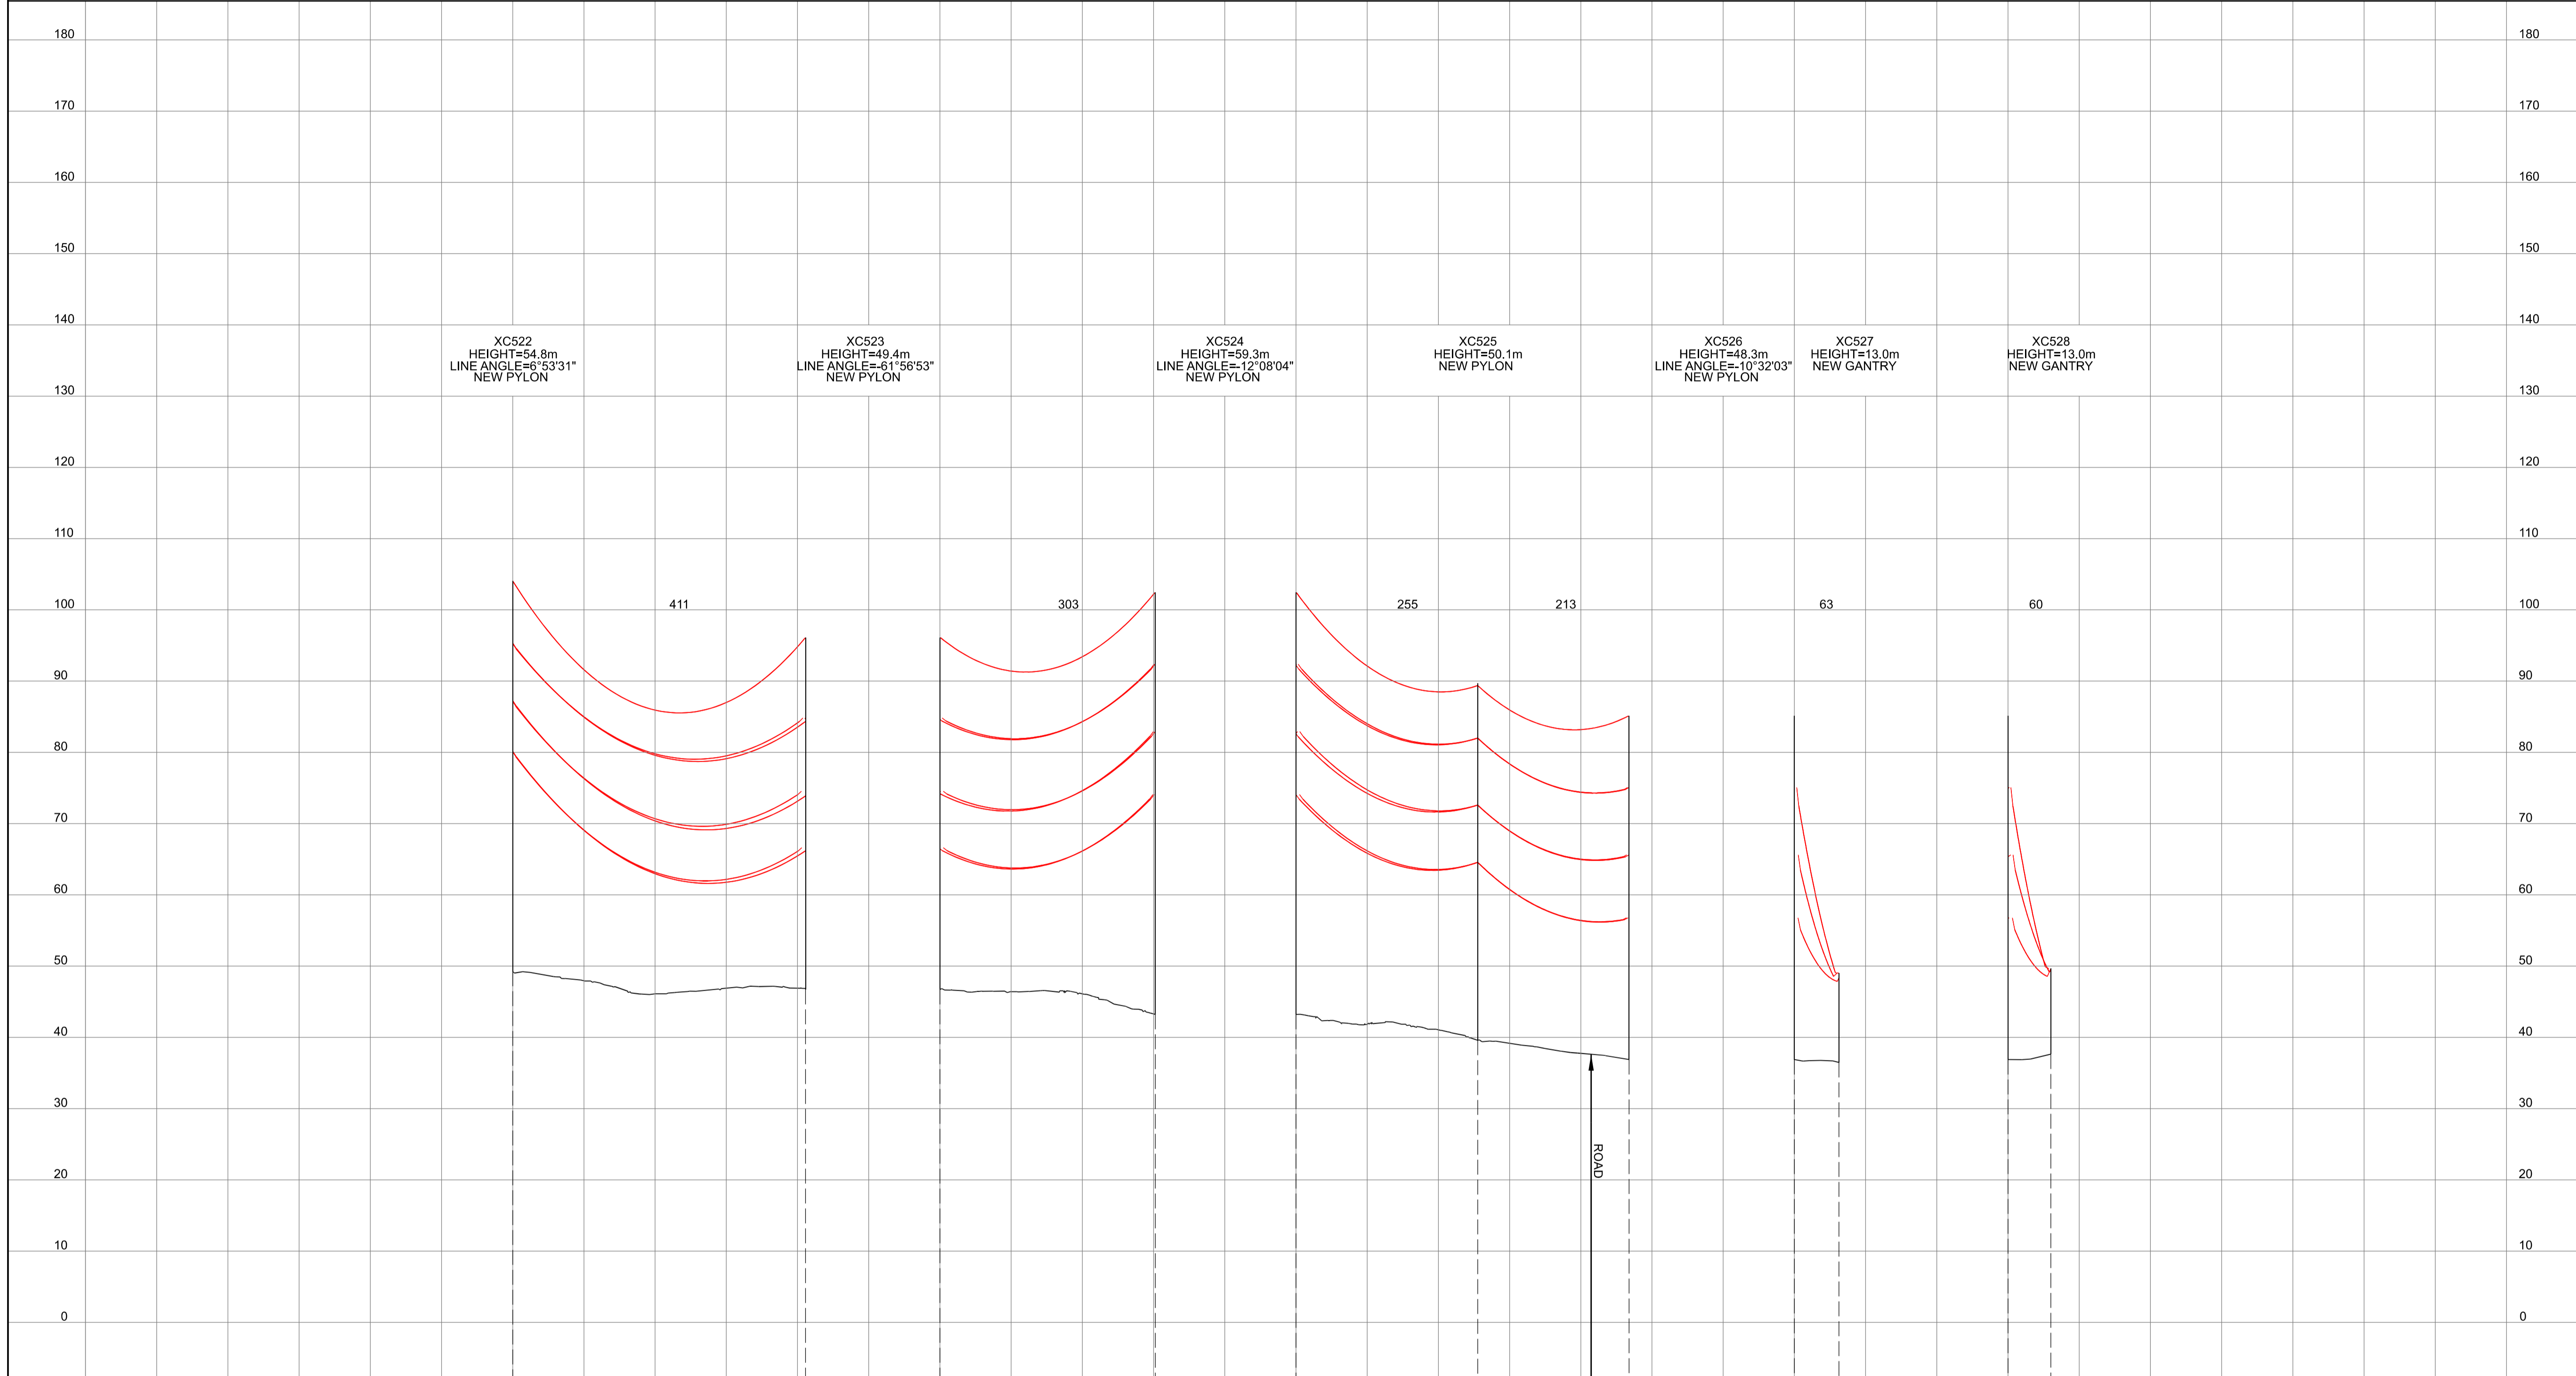 180 180
170 170
160 160
150 150
140 140
XC522
HEIGHT=54.8m
LINE ANGLE=6°53'31"
NEW PYLON
XC523
HEIGHT=49.4m
LINE ANGLE=-61°56'53"
NEW PYLON
XC524
HEIGHT=59.3m
LINE ANGLE=-12°08'04"
NEW PYLON
XC525
HEIGHT=50.1m
NEW PYLON
XC526
HEIGHT=48.3m
LINE ANGLE=-10°32'03"
NEW PYLON
XC527
HEIGHT=13.0m
NEW GANTRY
XC528
HEIGHT=13.0m
NEW GANTRY
130 130
120 120
110 110
100 411 303 255 213 63 60 100
90 90
80 80
70 70
60 60
50 50
40 40
30 30
ROAD
20 20
10 10
0 0